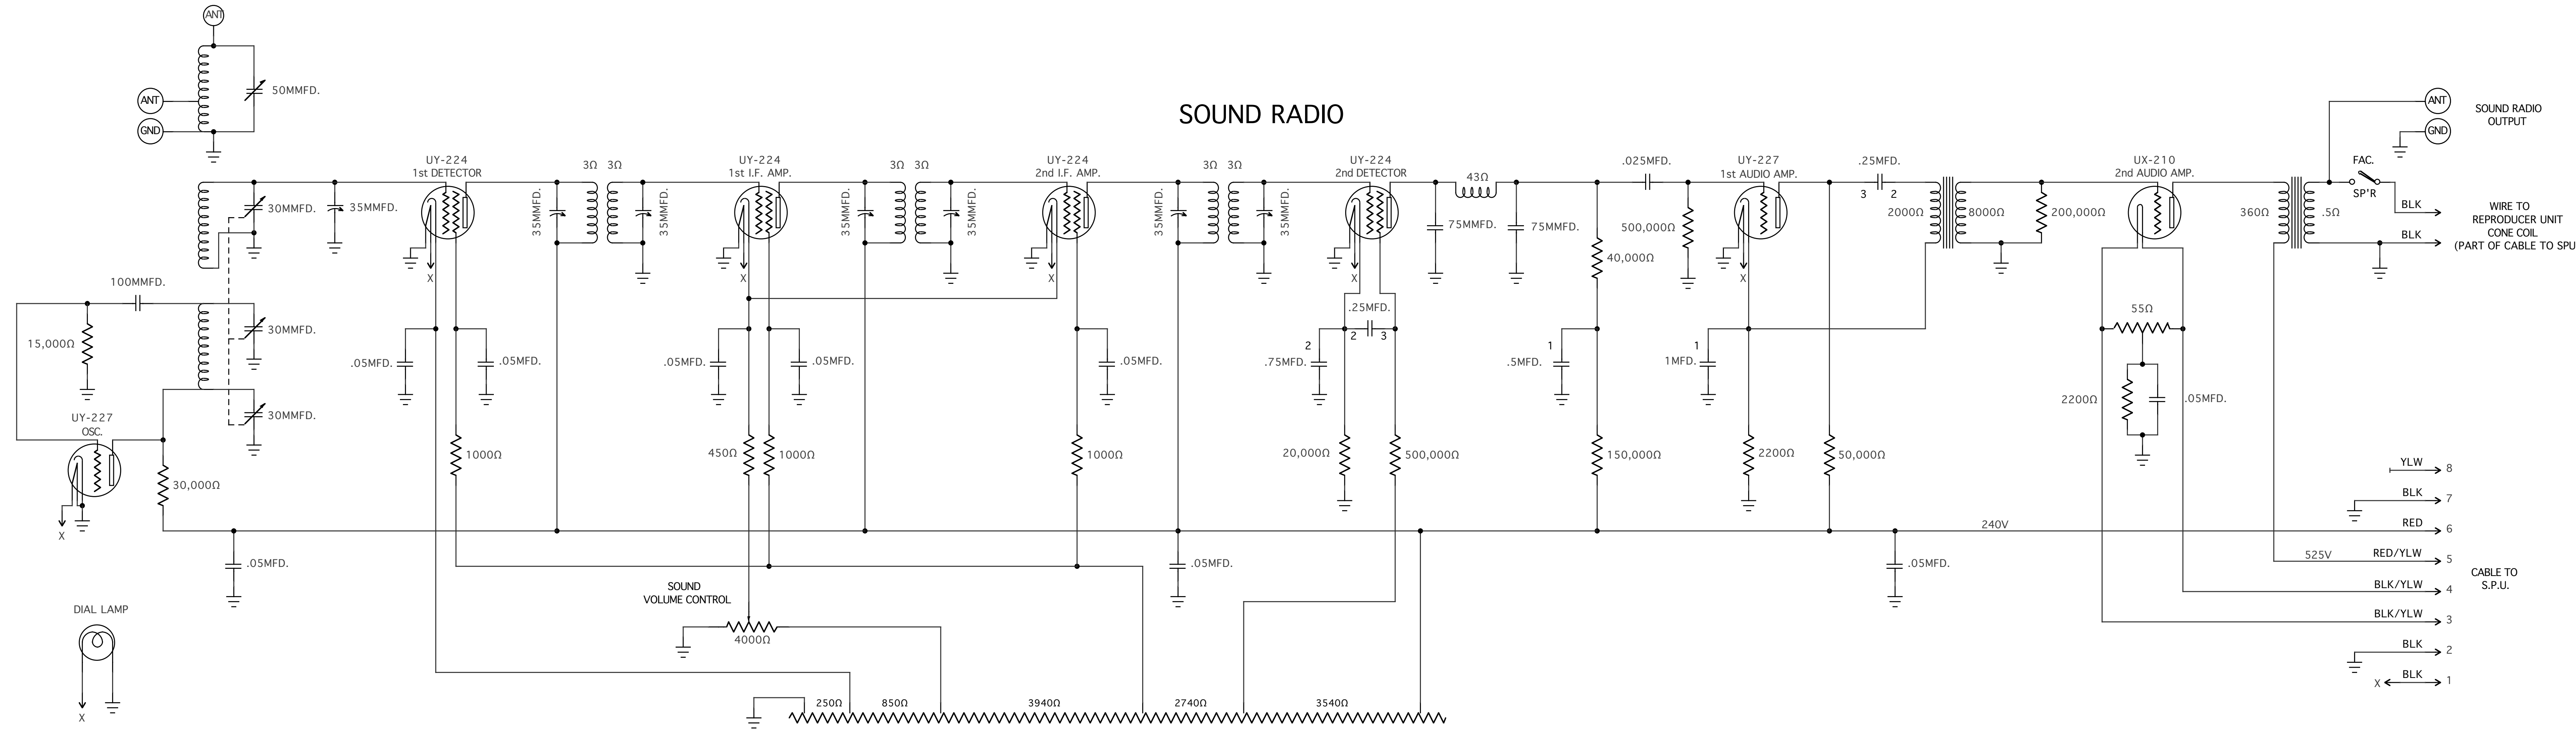 ANT
50MMFD.
ANT
GND
SOUND RADIO
ANT
GND
SOUND RADIO
OUTPUT
UY-224
1st DETECTOR
3Ω 3Ω
UY-224
1st I.F. AMP.
3Ω 3Ω
UY-224
2nd I.F. AMP.
3Ω 3Ω
UY-224
2nd DETECTOR
43Ω
.025MFD.
UY-227
1st AUDIO AMP.
.25MFD.
3 2
UX-210
2nd AUDIO AMP.
FAC.
SP'R
30MMFD.
35MMFD.
35MMFD.
35MMFD.
35MMFD.
35MMFD.
35MMFD.
35MMFD.
75MMFD.
75MMFD.
500,000Ω
40,000Ω
2000Ω
8000Ω
200,000Ω
360Ω
.5Ω
BLK
BLK
WIRE TO
REPRODUCER UNIT
CONE COIL
(PART OF CABLE TO SPU
X
X
X
X
X
100MMFD.
30MMFD.
15,000Ω
.25MFD.
2 3
55Ω
.05MFD.
.05MFD.
.05MFD.
.05MFD.
.05MFD.
2
.75MFD.
1
.5MFD.
1
1MFD.
2200Ω
.05MFD.
30MMFD.
UY-227
OSC.
30,000Ω
X
1000Ω
450Ω
1000Ω
1000Ω
20,000Ω
500,000Ω
150,000Ω
2200Ω
50,000Ω
YLW 8
BLK 7
240V
RED 6
525V
RED/YLW 5
BLK/YLW 4
BLK/YLW 3
BLK 2
X BLK 1
CABLE TO
S.P.U.
.05MFD.
.05MFD.
.05MFD.
SOUND
VOLUME CONTROL
4000Ω
DIAL LAMP
X
250Ω
850Ω
3940Ω
2740Ω
3540Ω